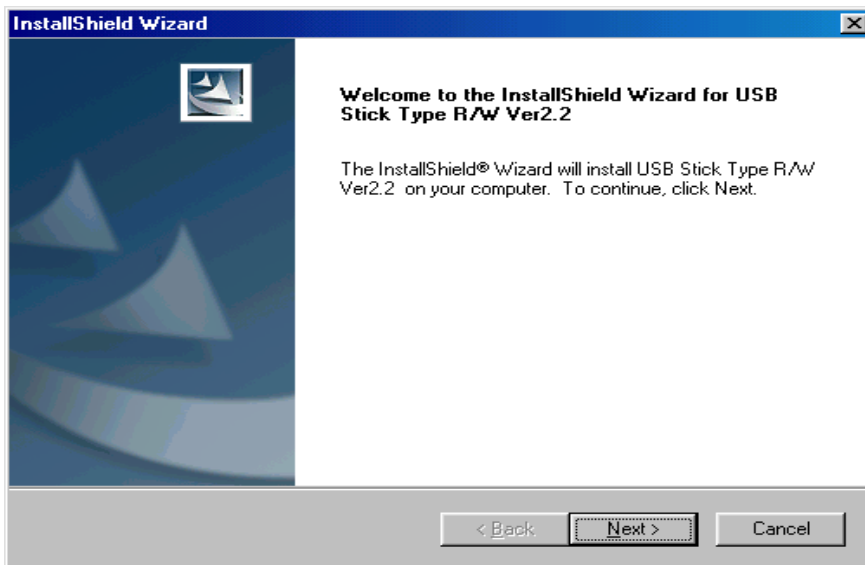 InstallShield Wizard
Welcome to the InstallShield Wizard for USB
Stick Type R/W Ver2.2
The InstallShield® Wizard will install USB Stick Type R/W
Ver2.2  on your computer.  To continue, click Next.
< Back
Next >
Cancel